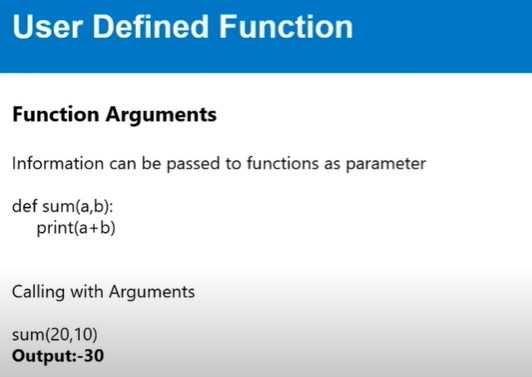 User Defined Function
Function Arguments
Information can be passed to functions as parameter
def sum(a,b):
    print(a+b)
Calling with Arguments
sum(20,10)
Output:-30